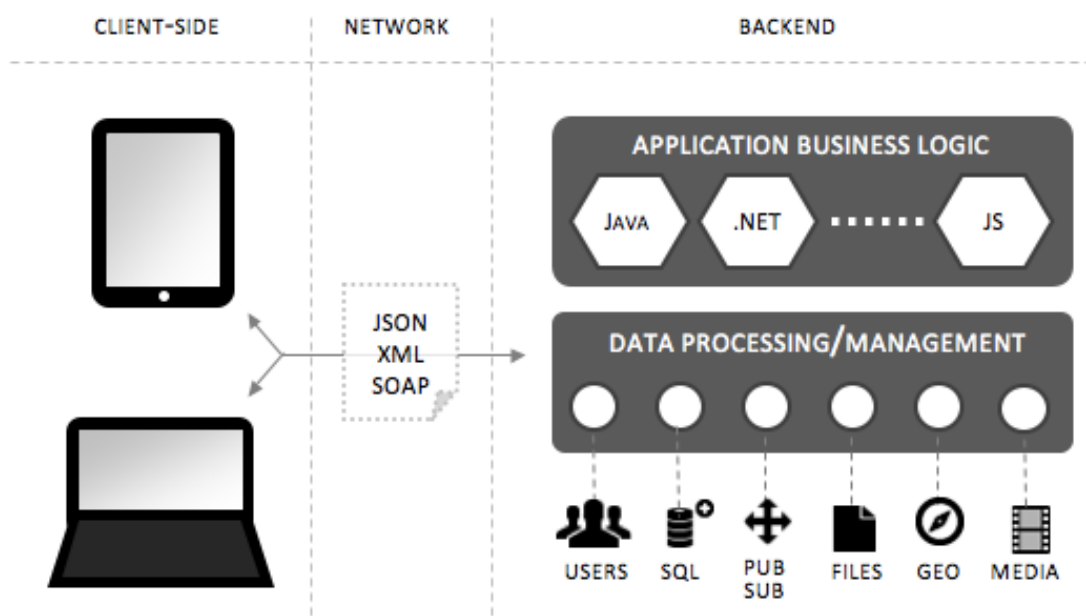 CLIENT-SIDE
NETWORK
BACKEND
APPLICATION BUSINESS LOGIC
JAVA
.NET
JS
JSON
XML
SOAP
DATA PROCESSING/MANAGEMENT
USERS
SQL
PUB
SUB
FILES
GEO
MEDIA